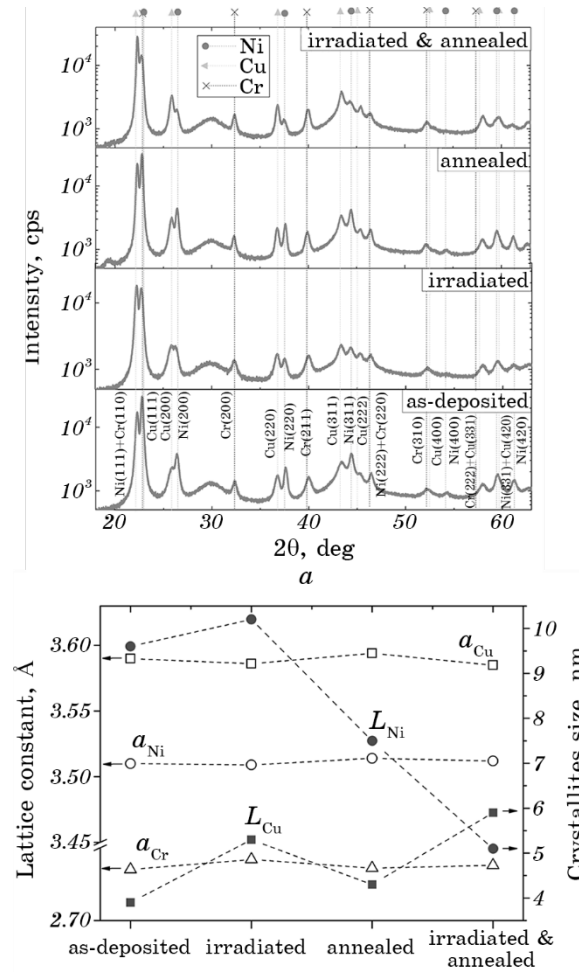 Ni
Cu
Cr
irradiated & annealed
annealed
irradiated
as-deposited
Intensity, cps
10⁴
10³
10⁴
10³
10⁴
10³
10⁴
10³
Ni(111)+Cr(110)
Cu(111)
Cu(200)
Ni(200)
Cr(200)
Cu(220)
Ni(220)
Cr(211)
Cu(311)
Ni(311)
Cu(222)
Ni(222)+Cr(220)
Cr(310)
Cu(400)
Ni(400)
Cr(222)+Cu(331)
Ni(331)+Cu(420)
Ni(420)
20 30 40 50 60
2θ, deg
a
Lattice constant, Å
3.60
3.55
3.50
3.45
2.70
a Cu
a Ni
a Cr
L Ni
L Cu
10
9
8
7
6
5
4
Crystallites size, nm
as-deposited irradiated annealed irradiated &
annealed